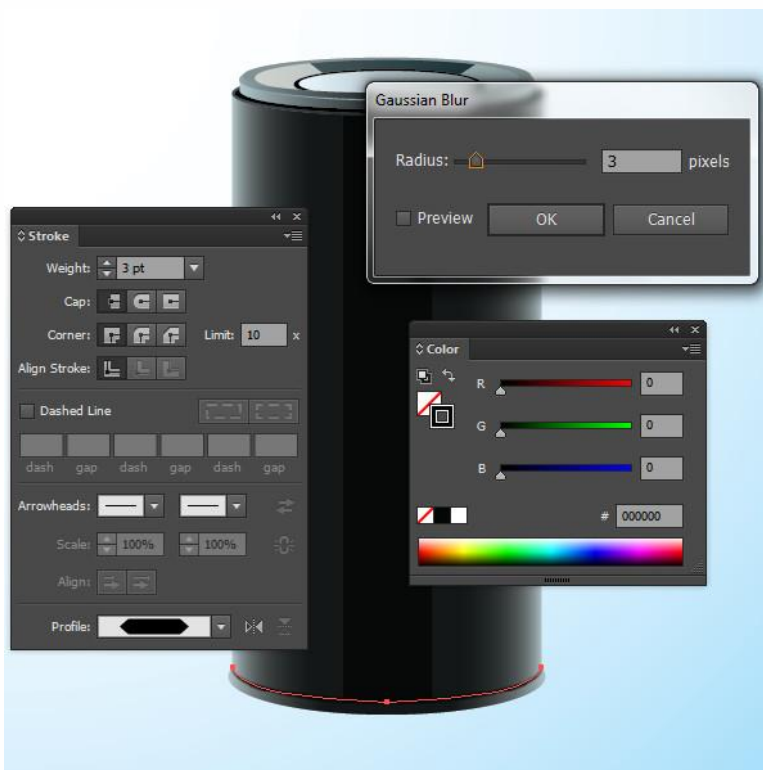 Gaussian Blur
Radius: 3 pixels
Preview OK Cancel
Stroke
Weight: 3 pt
Cap:
Corner: Limit: 10 x
Align Stroke:
Dashed Line
dash gap dash gap dash gap
Arrowheads:
Scale: 100% 100%
Align:
Profile:
Color
R 0
G 0
B 0
# 000000